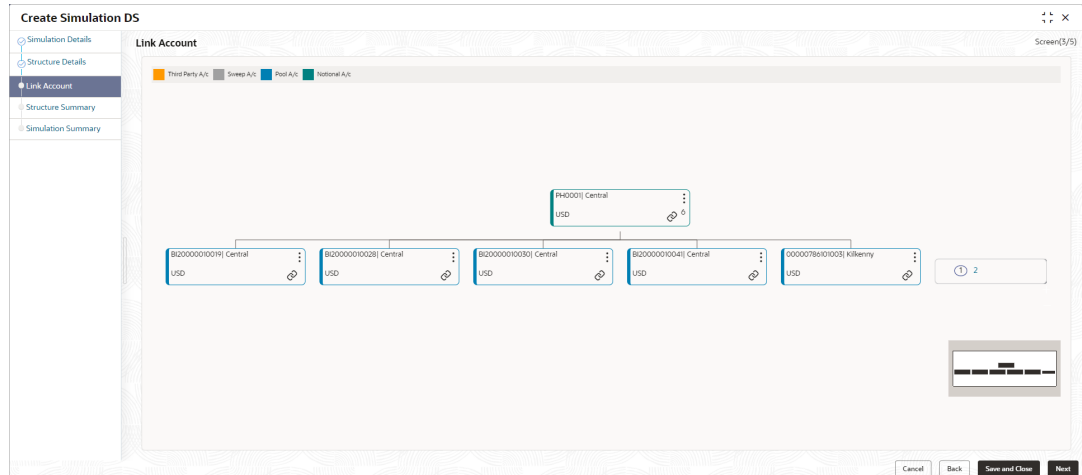 Create Simulation DS
Simulation Details
Structure Details
Link Account
Structure Summary
Simulation Summary
Link Account
Screen(3/5)
Third Party A/c Sweep A/c Pool A/c Notional A/c
PH0001| Central
USD 6
BI20000010019| Central
USD
BI20000010028| Central
USD
BI20000010030| Central
USD
BI20000010041| Central
USD
00000786101003| Kilkenny
USD
1 2
Cancel Back Save and Close Next